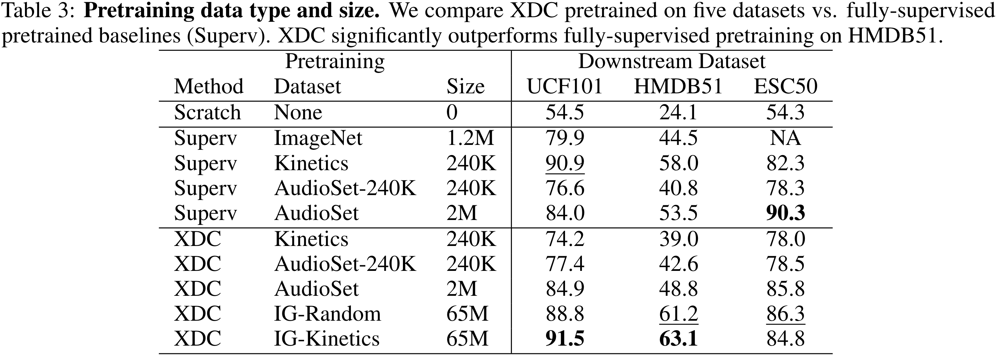 Table 3: Pretraining data type and size. We compare XDC pretrained on five datasets vs. fully-supervised
pretrained baselines (Superv). XDC significantly outperforms fully-supervised pretraining on HMDB51.
Pretraining Downstream Dataset
Method Dataset Size UCF101 HMDB51 ESC50
Scratch None 0 54.5 24.1 54.3
Superv ImageNet 1.2M 79.9 44.5 NA
Superv Kinetics 240K 90.9 58.0 82.3
Superv AudioSet-240K 240K 76.6 40.8 78.3
Superv AudioSet 2M 84.0 53.5 90.3
XDC Kinetics 240K 74.2 39.0 78.0
XDC AudioSet-240K 240K 77.4 42.6 78.5
XDC AudioSet 2M 84.9 48.8 85.8
XDC IG-Random 65M 88.8 61.2 86.3
XDC IG-Kinetics 65M 91.5 63.1 84.8